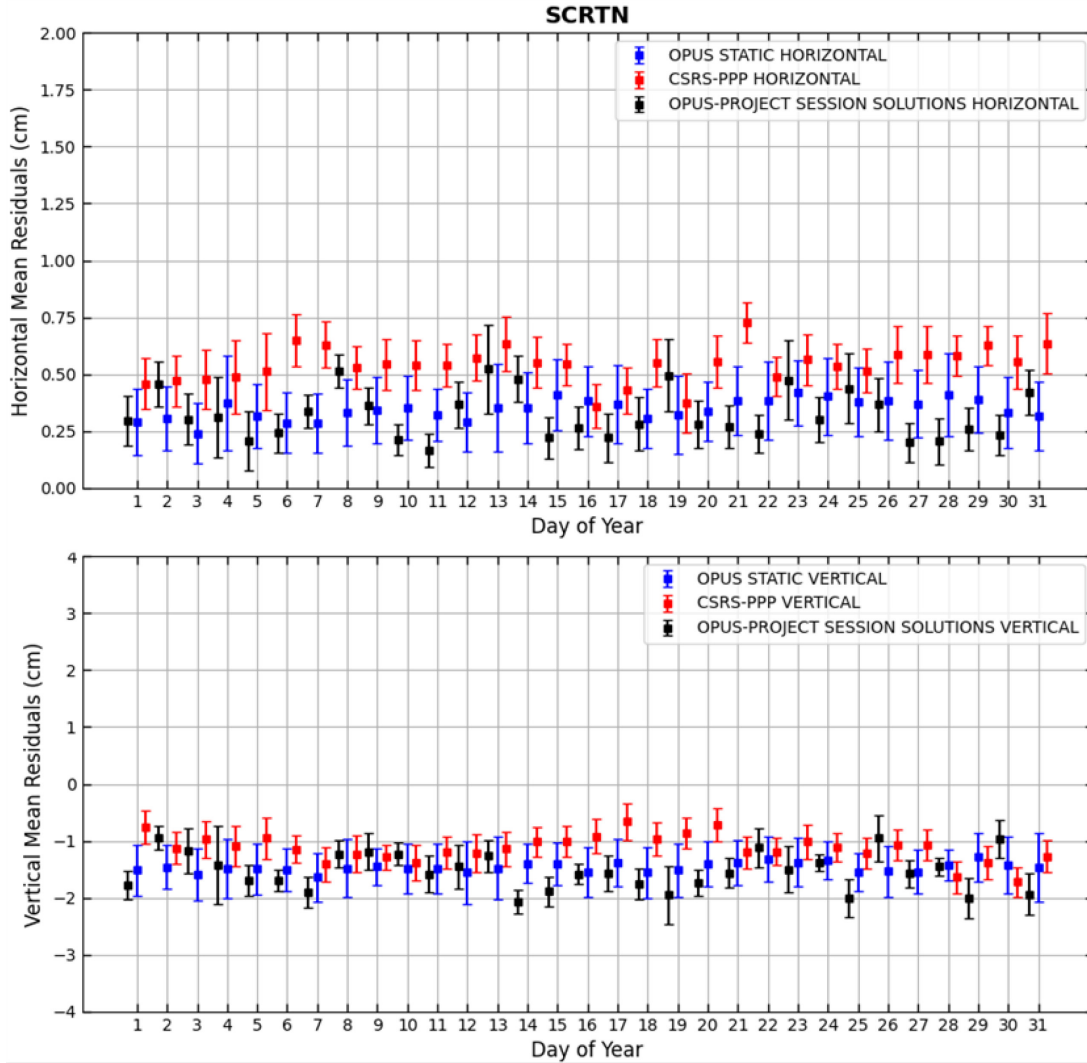 SCRTN
2.00
1.75
1.50
1.25
1.00
0.75
0.50
0.25
0.00
Horizontal Mean Residuals (cm)
OPUS STATIC HORIZONTAL
CSRS-PPP HORIZONTAL
OPUS-PROJECT SESSION SOLUTIONS HORIZONTAL
1 2 3 4 5 6 7 8 9 10 11 12 13 14 15 16 17 18 19 20 21 22 23 24 25 26 27 28 29 30 31
Day of Year
4
3
2
1
0
−1
−2
−3
−4
Vertical Mean Residuals (cm)
OPUS STATIC VERTICAL
CSRS-PPP VERTICAL
OPUS-PROJECT SESSION SOLUTIONS VERTICAL
1 2 3 4 5 6 7 8 9 10 11 12 13 14 15 16 17 18 19 20 21 22 23 24 25 26 27 28 29 30 31
Day of Year